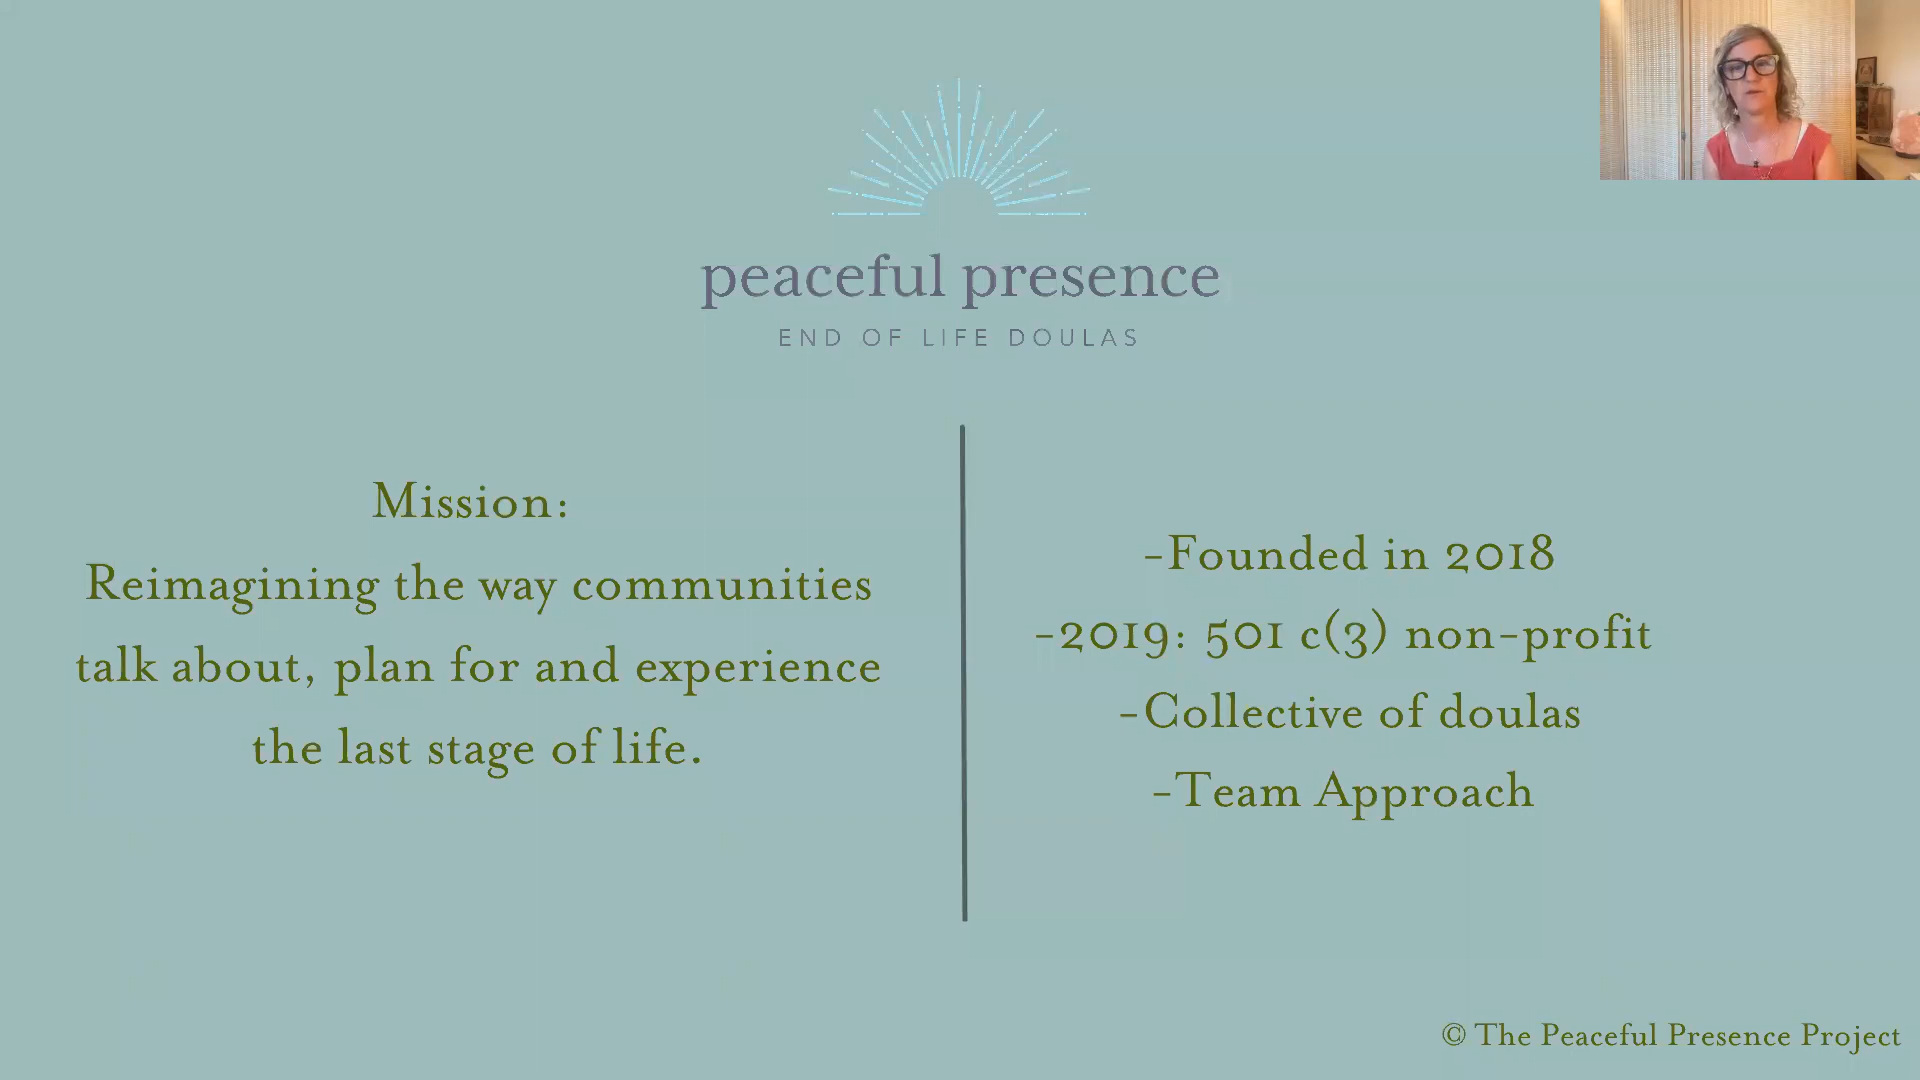 peaceful presence
END OF LIFE DOULAS
Mission:
Reimagining the way communities
talk about, plan for and experience
the last stage of life.
-Founded in 2018
-2019: 501 c(3) non-profit
-Collective of doulas
-Team Approach
© The Peaceful Presence Project